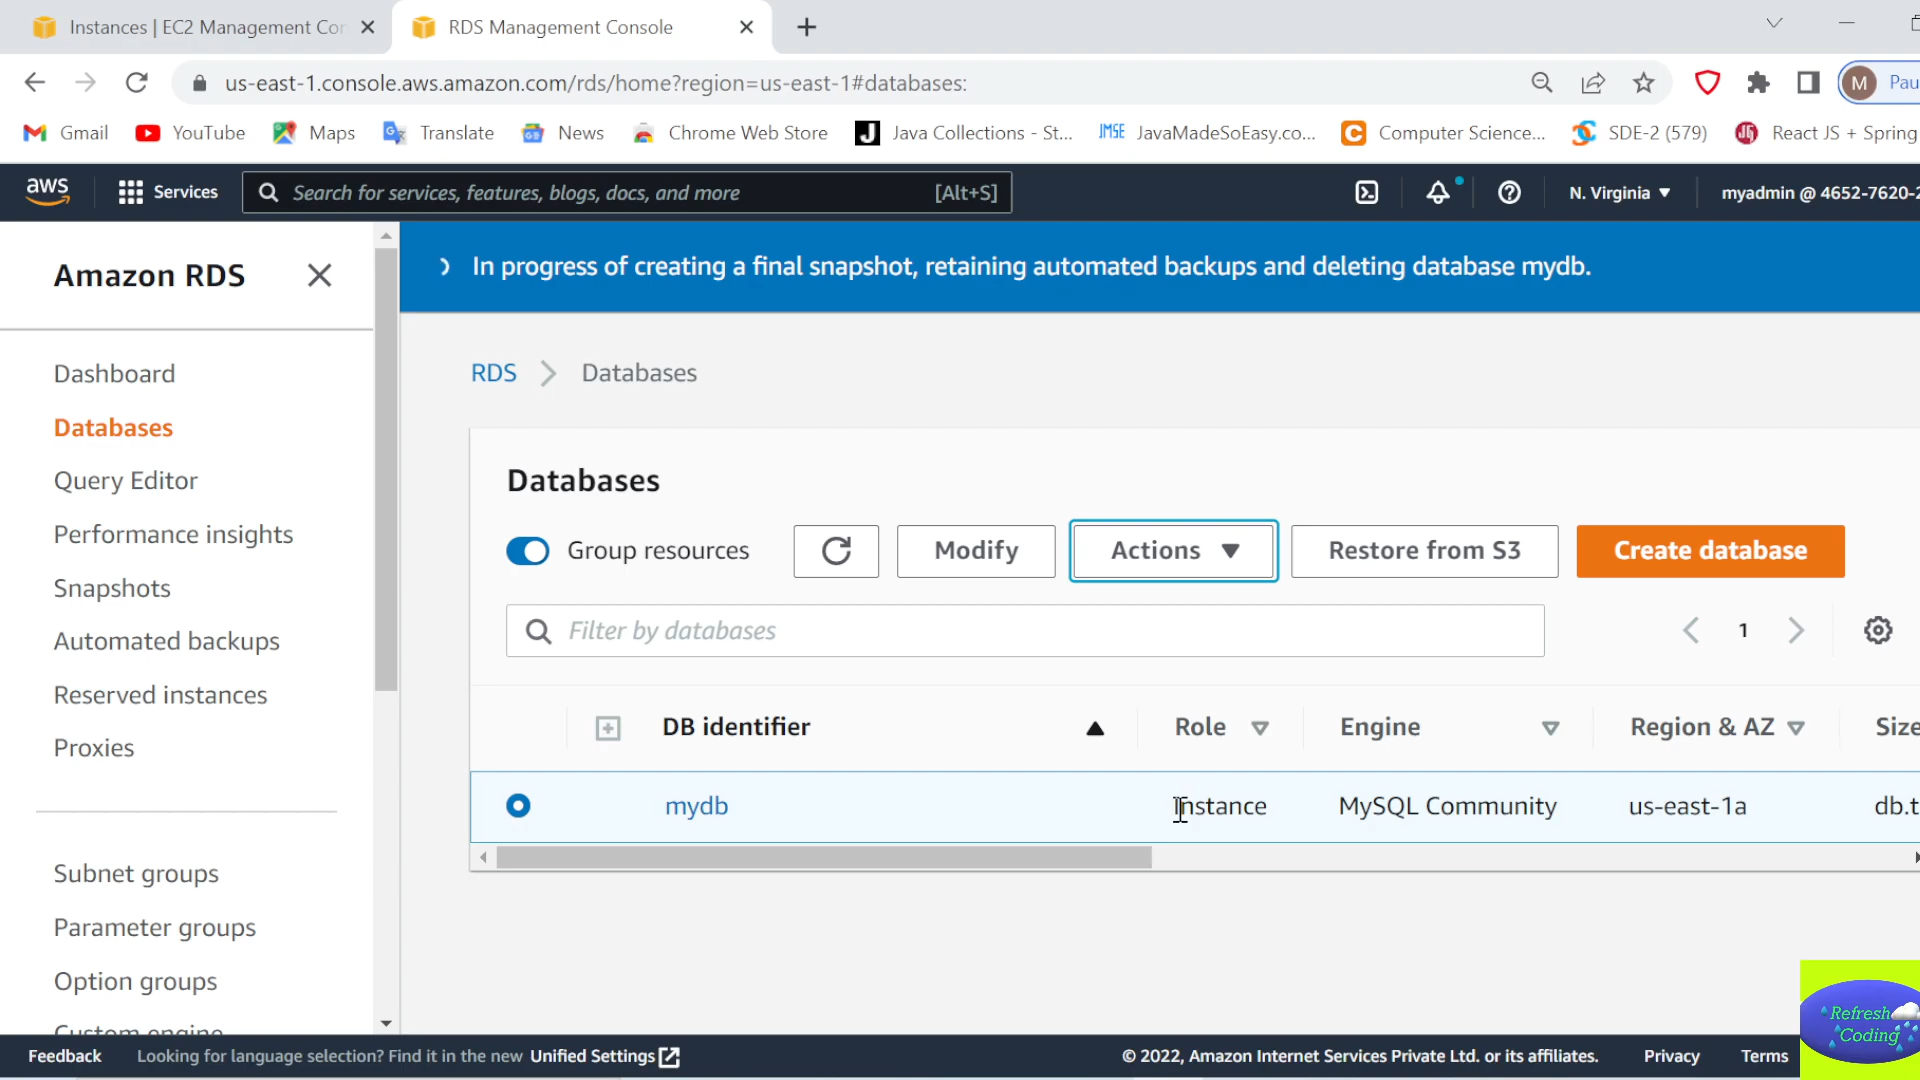 Instances | EC2 Management Cor
RDS Management Console
us-east-1.console.aws.amazon.com/rds/home?region=us-east-1#databases:
M Pau
Gmail YouTube Maps Translate News Chrome Web Store Java Collections - St... JavaMadeSoEasy.co... Computer Science... SDE-2 (579) React JS + Spring
aws Services Search for services, features, blogs, docs, and more [Alt+S] N. Virginia ▼ myadmin @ 4652-7620-2
Amazon RDS
In progress of creating a final snapshot, retaining automated backups and deleting database mydb.
Dashboard
Databases
Query Editor
Performance insights
Snapshots
Automated backups
Reserved instances
Proxies
Subnet groups
Parameter groups
Option groups
Custom engine
RDS Databases
Databases
Group resources Modify Actions Restore from S3 Create database
Filter by databases 1
DB identifier Role Engine Region & AZ Size
mydb Instance MySQL Community us-east-1a db.t
Refresh
Coding
Feedback Looking for language selection? Find it in the new Unified Settings © 2022, Amazon Internet Services Private Ltd. or its affiliates. Privacy Terms